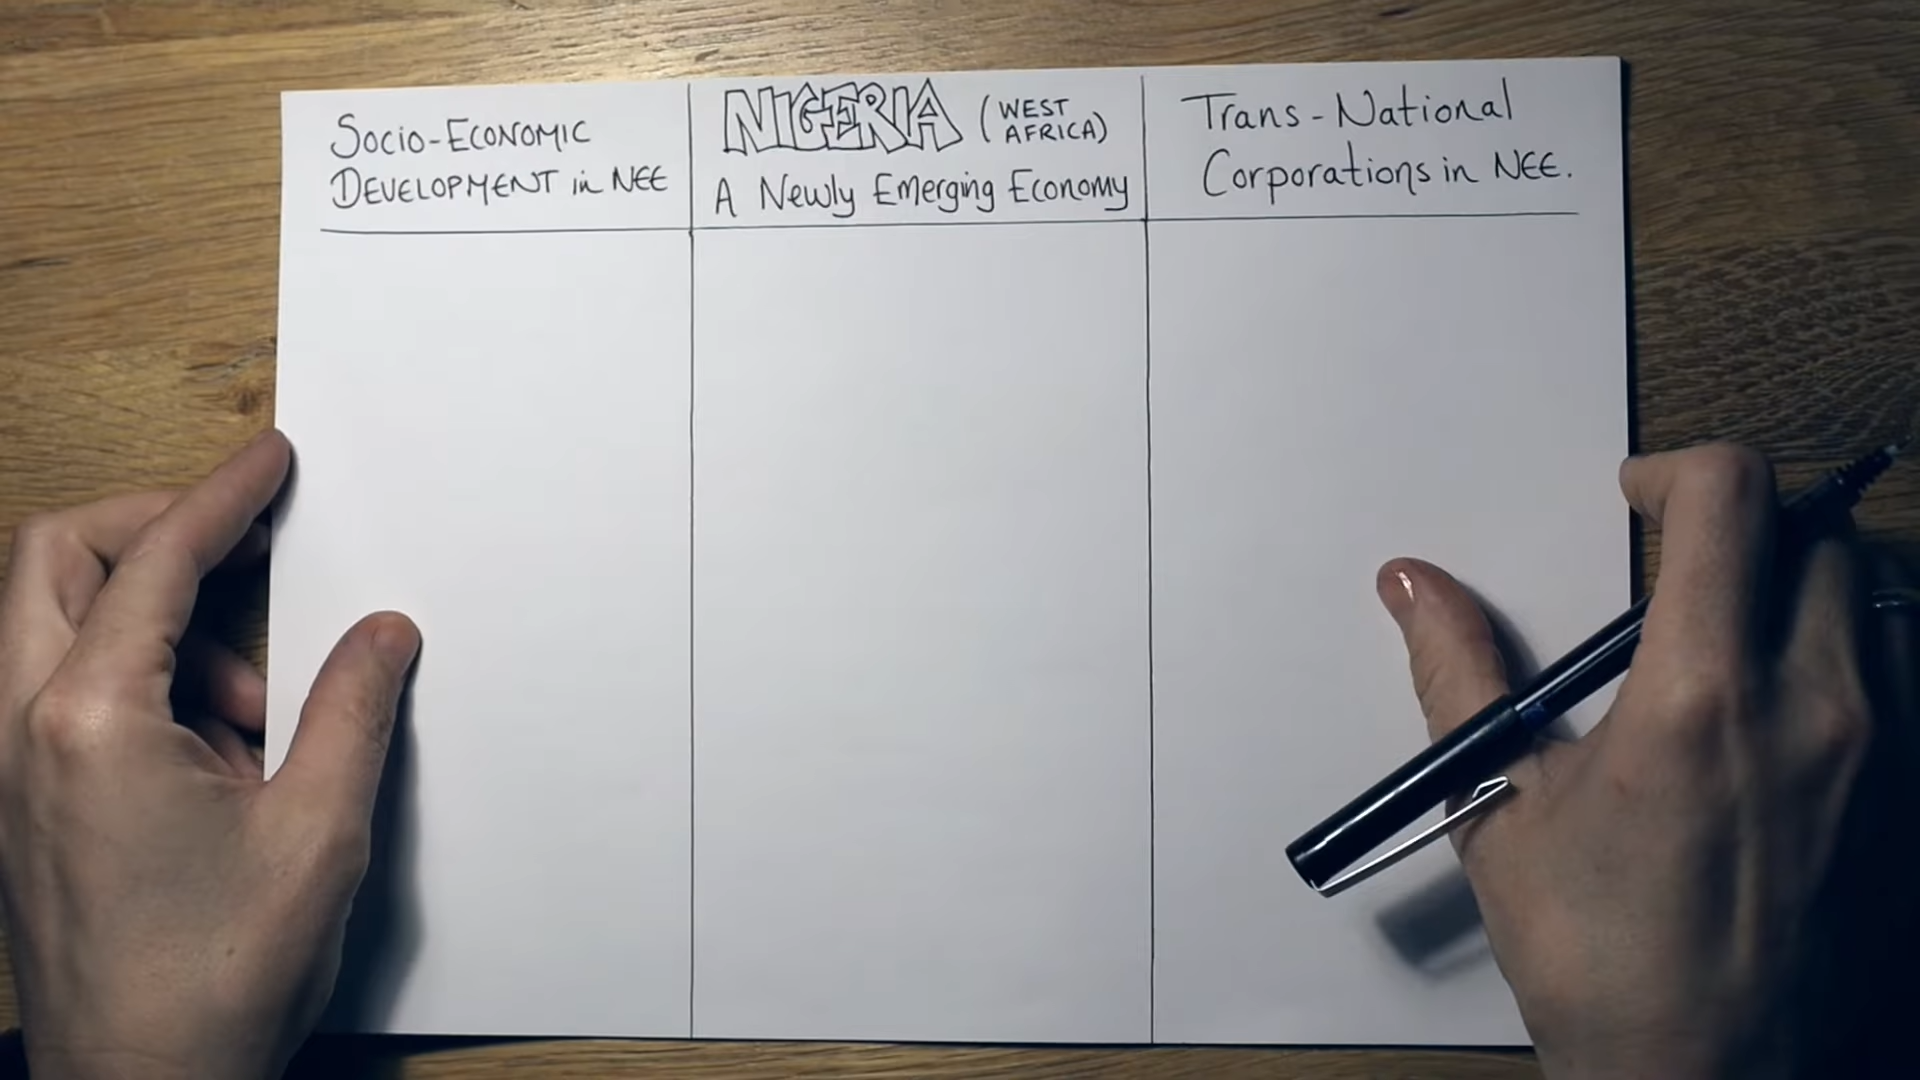 Socio-Economic
Development in NEE
NIGERIA (WEST
AFRICA)
A Newly Emerging Economy
Trans-National
Corporations in NEE.